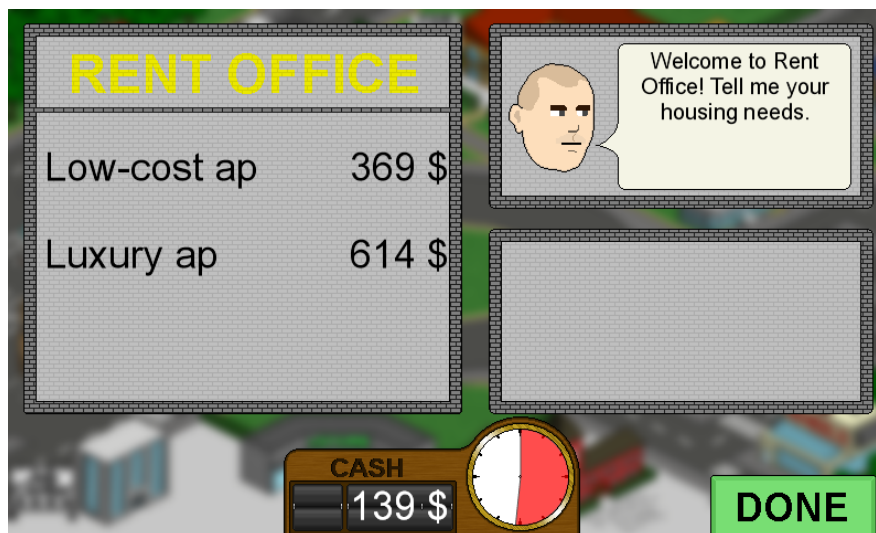 RENT OFFICE
Low-cost ap 369 $
Luxury ap 614 $
Welcome to Rent
Office! Tell me your
housing needs.
CASH
139 $
DONE